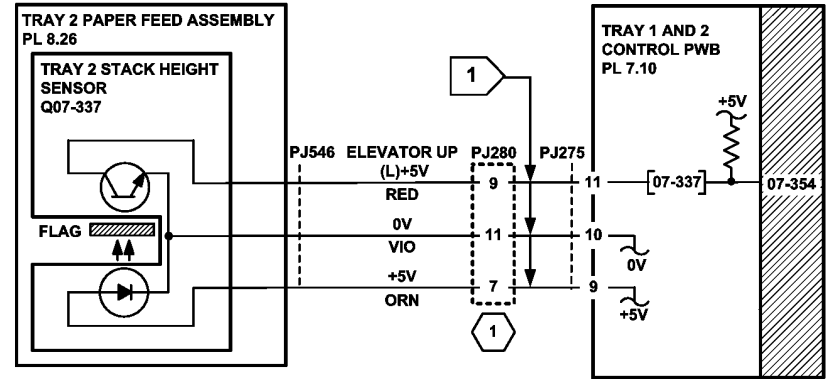 TRAY 2 PAPER FEED ASSEMBLY
PL 8.26
TRAY 2 STACK HEIGHT
SENSOR
Q07-337
FLAG
PJ546
ELEVATOR UP
PJ280
PJ275
(L)+5V
RED
9
11
0V
VIO
11
10
+5V
ORN
7
9
1
1
TRAY 1 AND 2
CONTROL PWB
PL 7.10
+5V
07-337
07-354
0V
+5V